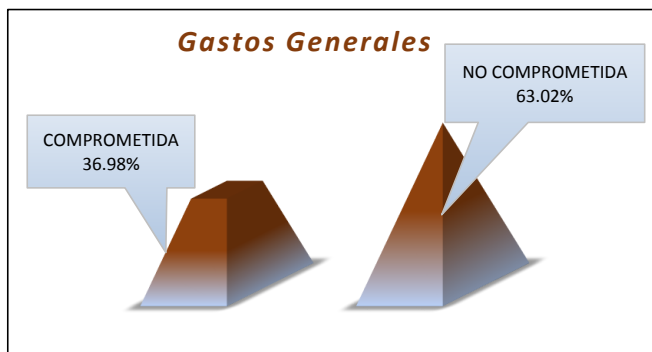 Gastos Generales
NO COMPROMETIDA
63.02%
COMPROMETIDA
36.98%